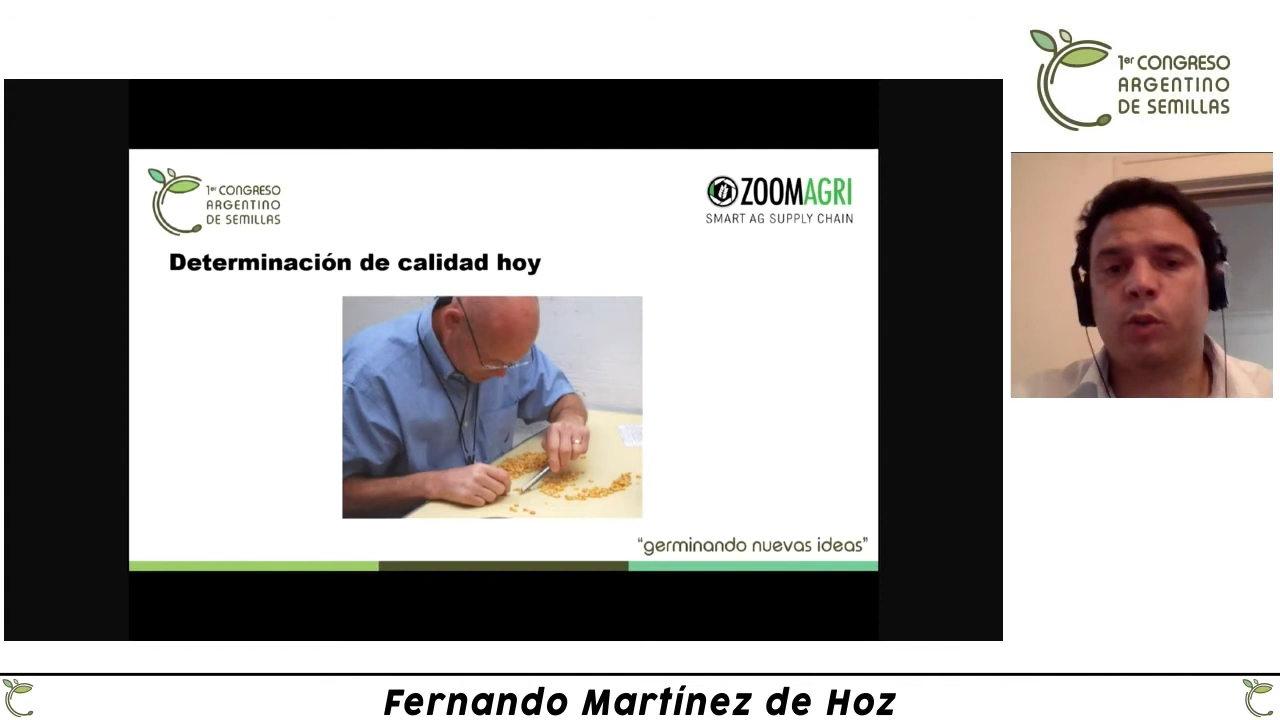 1er CONGRESO
ARGENTINO
DE SEMILLAS
1er CONGRESO
ARGENTINO
DE SEMILLAS
ZOOMAGRI
SMART AG SUPPLY CHAIN
Determinación de calidad hoy
“germinando nuevas ideas”
Fernando Martínez de Hoz